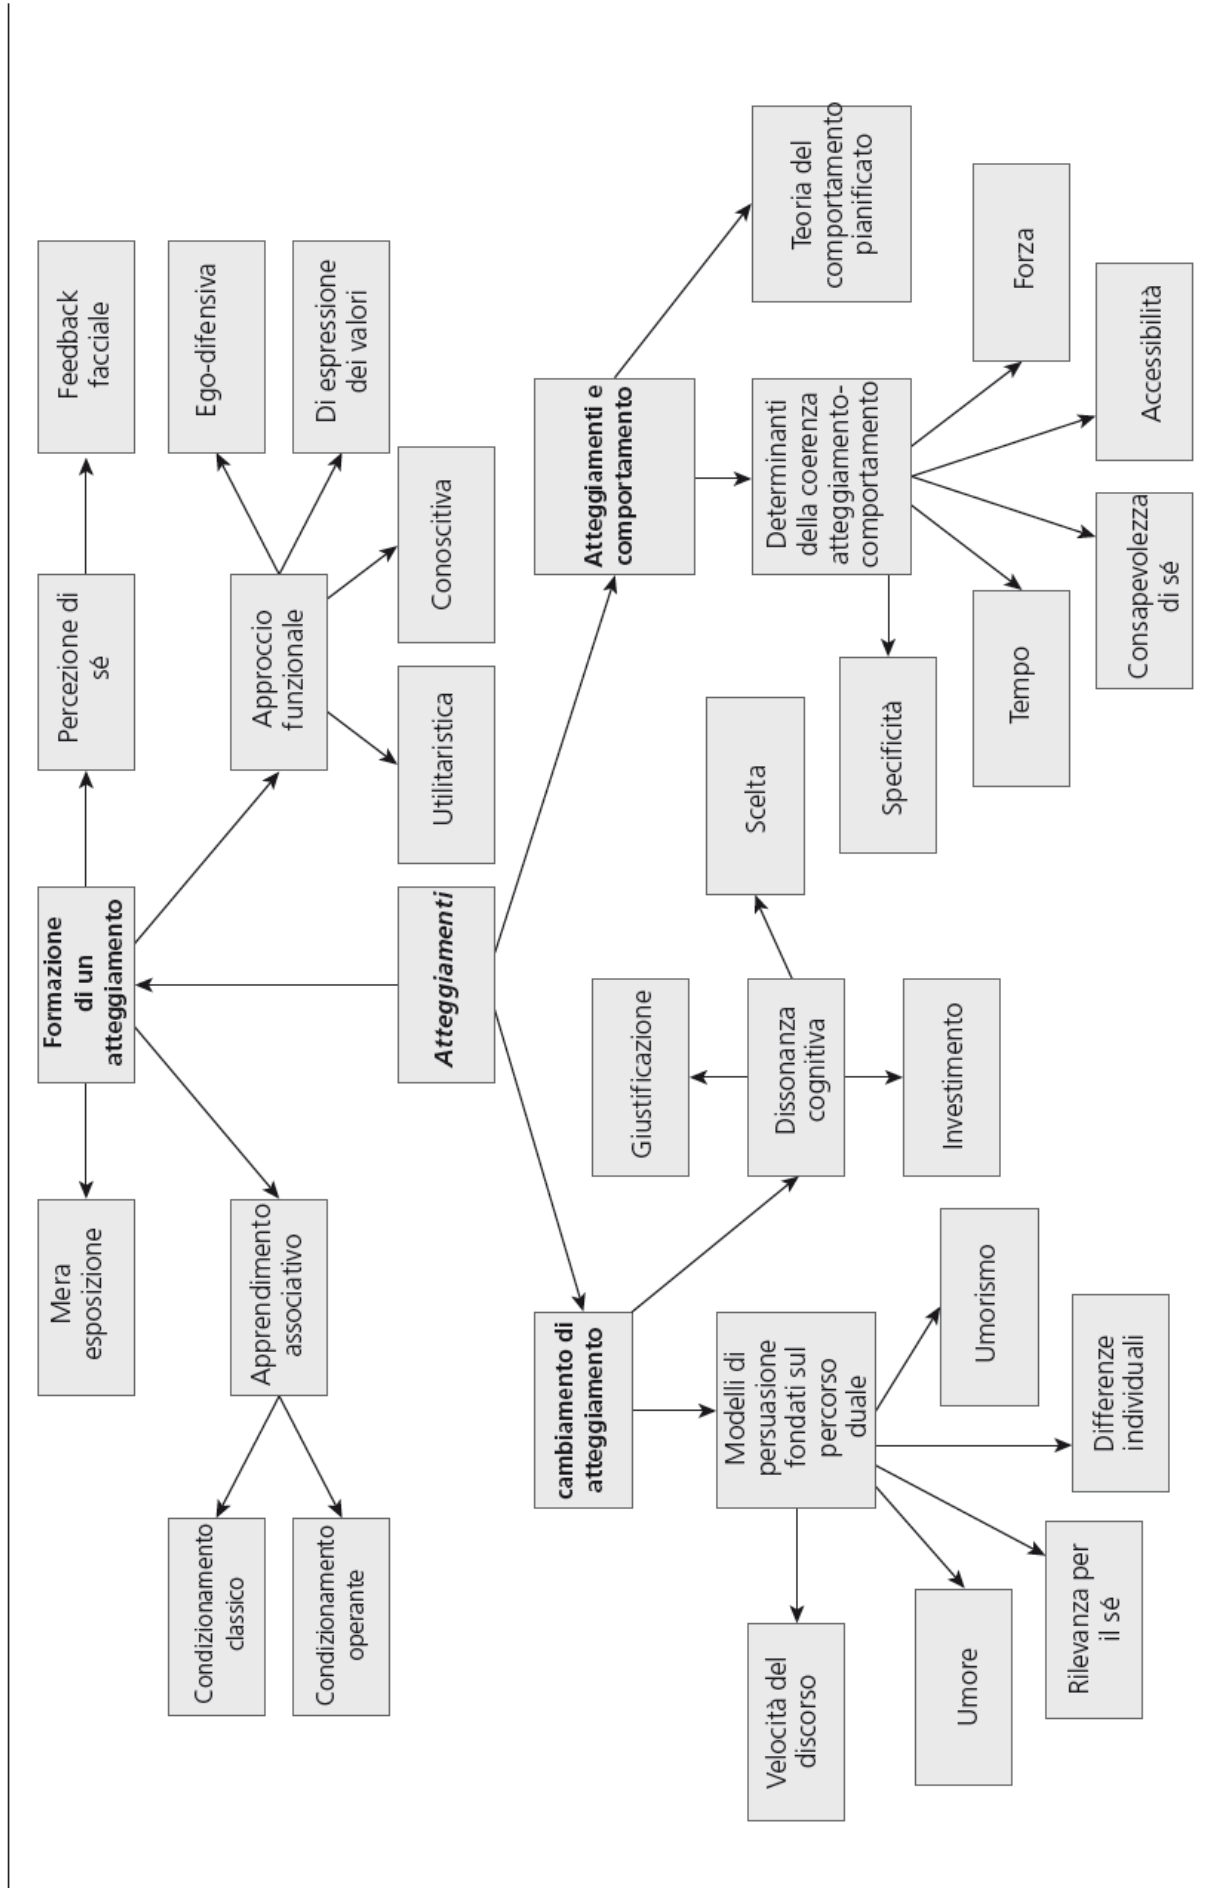 Mera
esposizione
Formazione
di un
atteggiamento
Percezione di
sé
Feedback
facciale
Condizionamento
classico
Condizionamento
operante
Apprendimento
associativo
Approccio
funzionale
Ego-difensiva
Di espressione
dei valori
Atteggiamenti
Utilitaristica
Conoscitiva
cambiamento di
atteggiamento
Atteggiamenti e
comportamento
Giustificazione
Dissonanza
cognitiva
Scelta
Investimento
Modelli di
persuasione
fondati sul
percorso
duale
Velocità del
discorso
Umore
Rilevanza per
il sé
Differenze
individuali
Umorismo
Determinanti
della coerenza
atteggiamento-
comportamento
Teoria del
comportamento
pianificato
Specificità
Tempo
Consapevolezza
di sé
Accessibilità
Forza